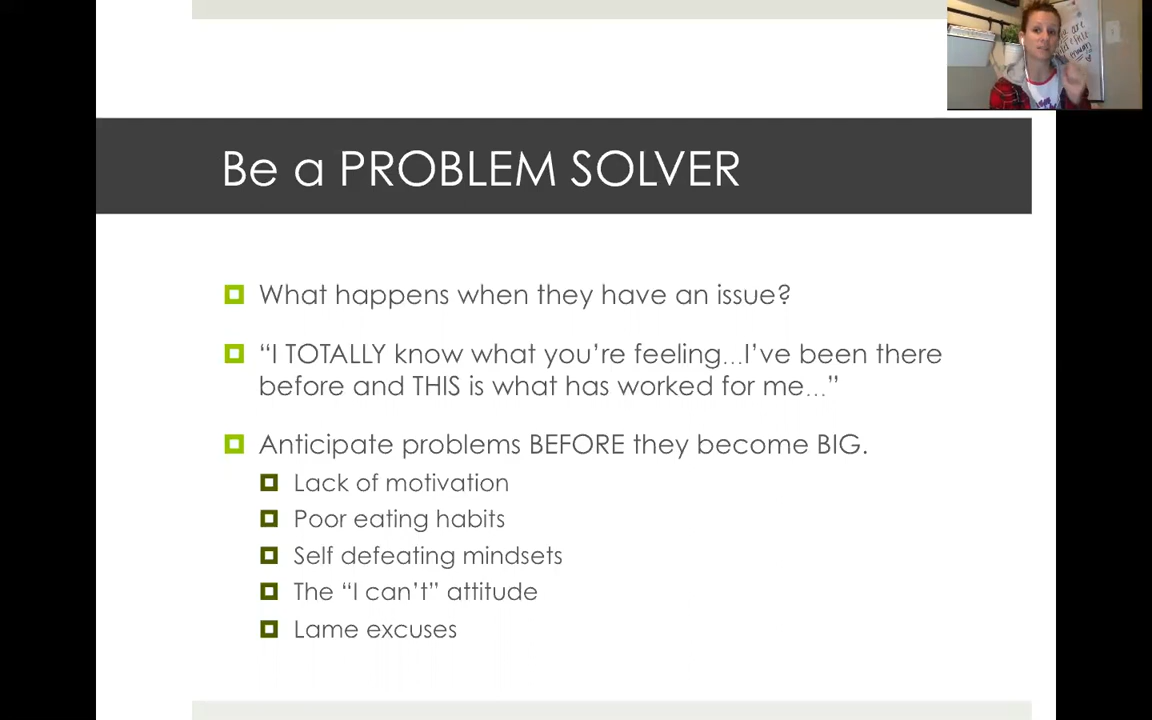 Be a PROBLEM SOLVER
What happens when they have an issue?
“I TOTALLY know what you’re feeling…I’ve been there
before and THIS is what has worked for me…”
Anticipate problems BEFORE they become BIG.
Lack of motivation
Poor eating habits
Self defeating mindsets
The “I can’t” attitude
Lame excuses